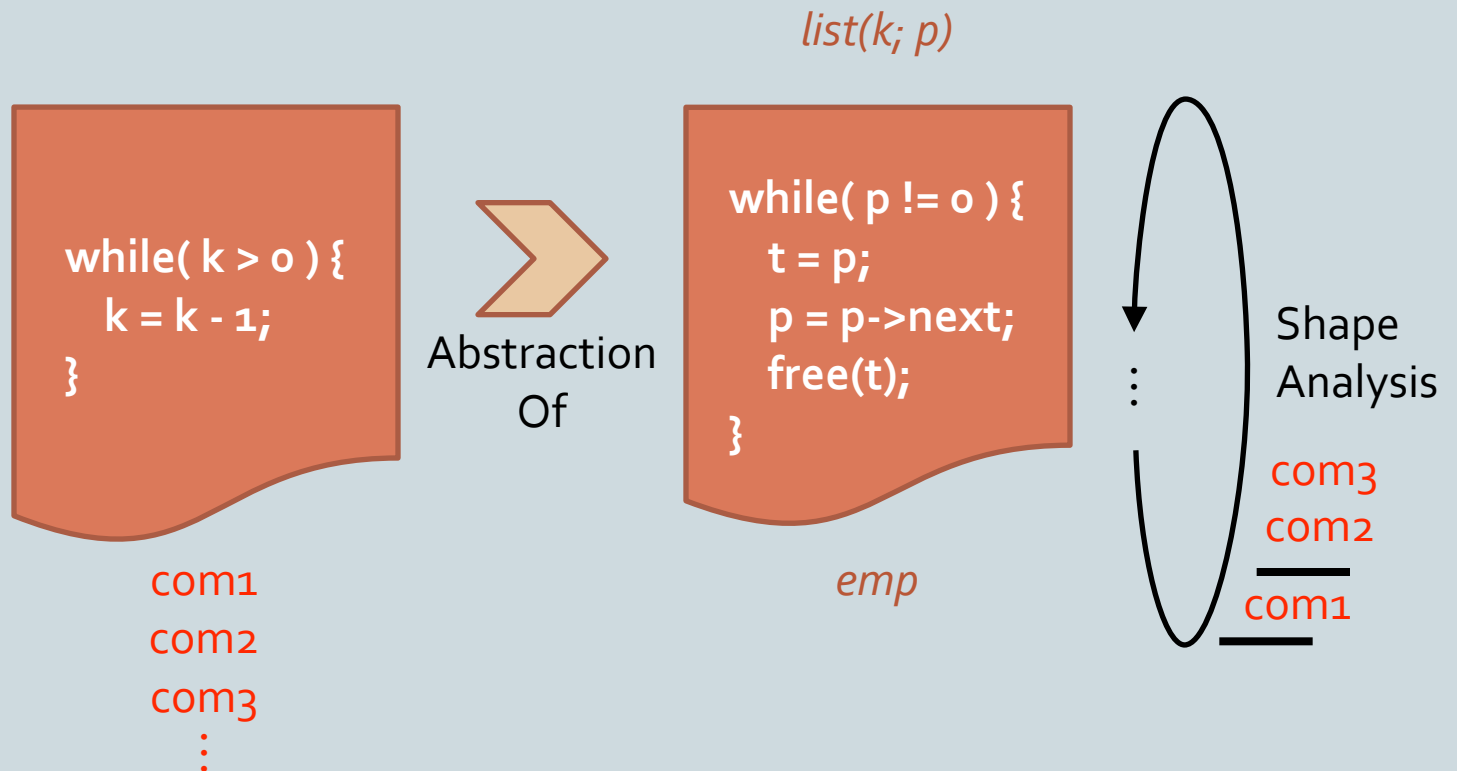 list(k; p)
while( k > 0 ) {
k = k - 1;
}
com1
com2
com3
⋮
Abstraction
Of
while( p != 0 ) {
t = p;
p = p->next;
free(t);
}
emp
⋮
Shape
Analysis
com3
com2
com1